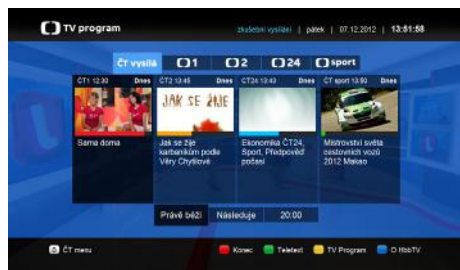 TV program
zkušební vysílání | pátek | 07.12.2012 | 13:51:58
ČT vysílá 1 2 24 sport
ČT1 12:30 Dnes ČT2 13:45 Dnes ČT24 13:43 Dnes ČT sport 13:50 Dnes
JAK SE ŽIJE
Sama doma Jak se žije Ekonomika ČT24, Mistrovství světa
karbaníkům podle Sport, Předpověď cestovních vozů
Věry Chytilové počasí 2012 Makao
Právě běží Následuje 20:00
ČT menu Konec Teletext TV Program O HbbTV